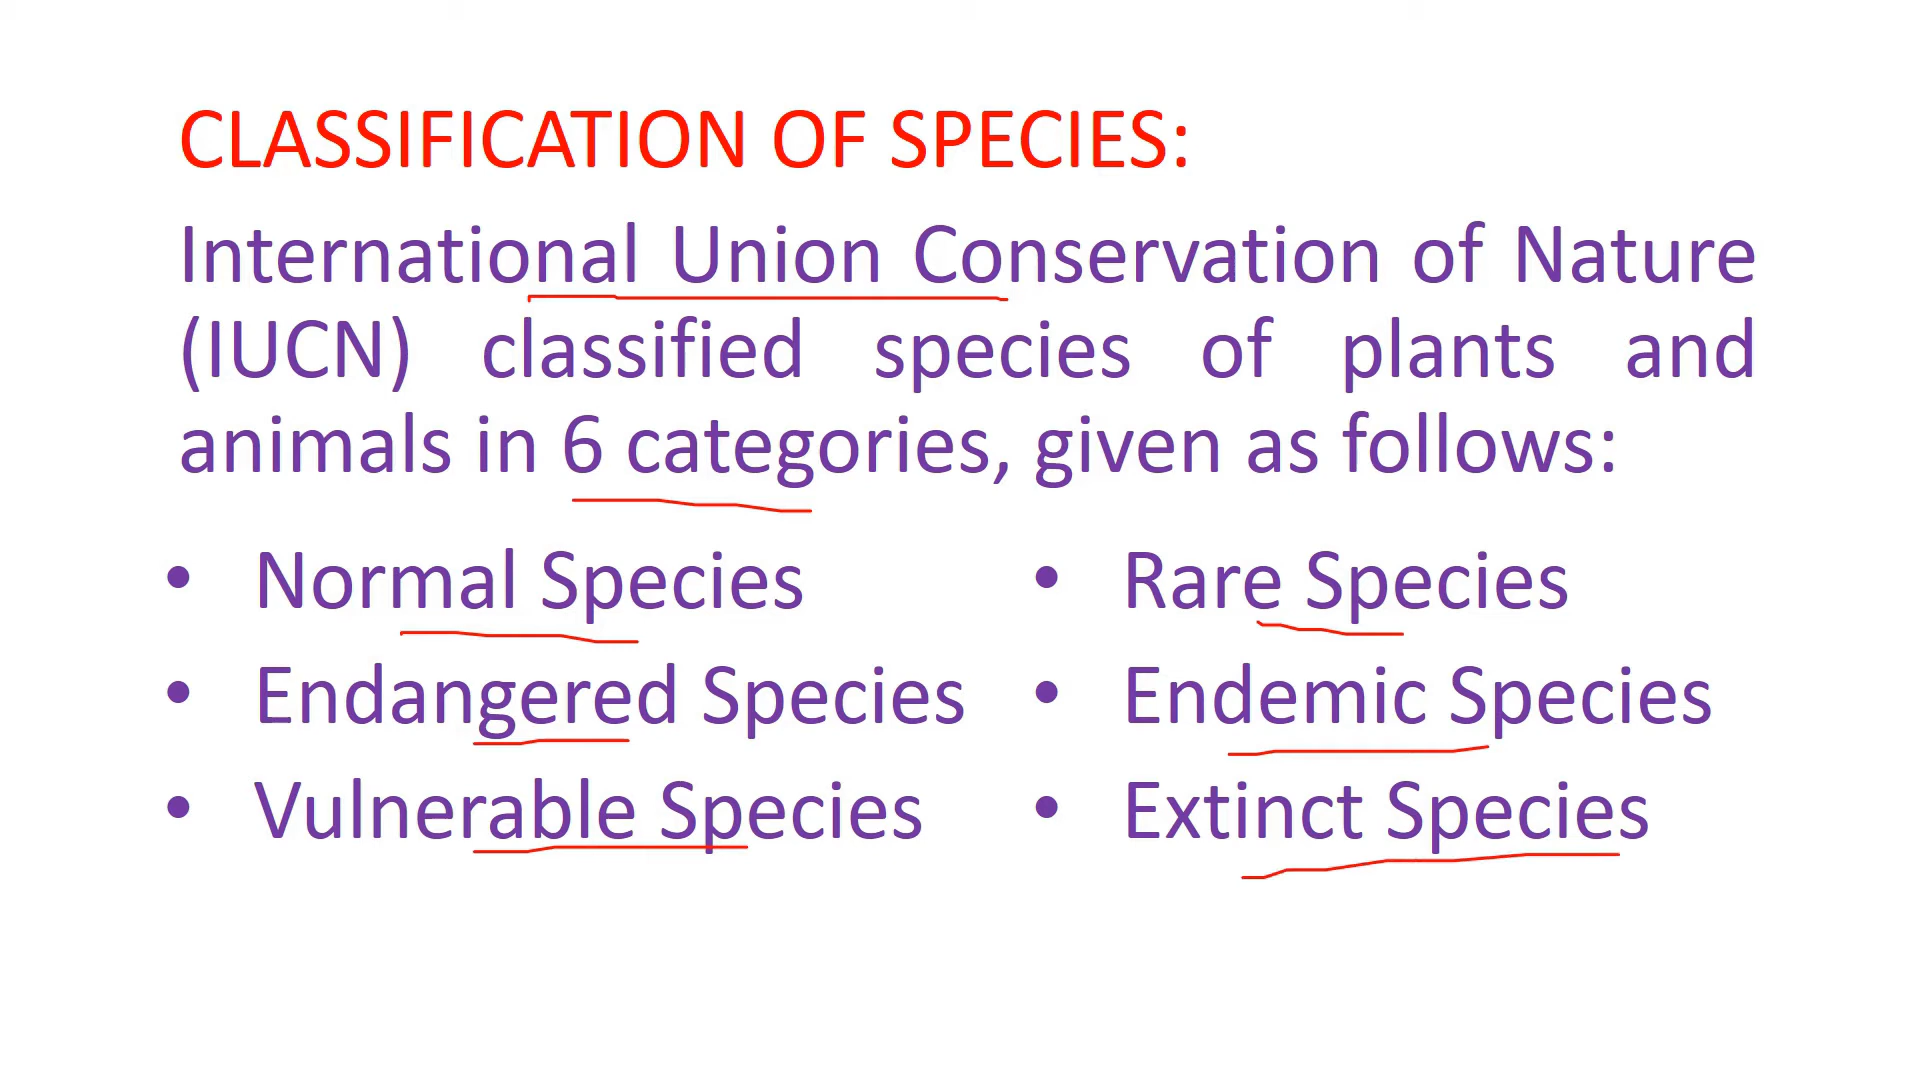 CLASSIFICATION OF SPECIES:
International Union Conservation of Nature
(IUCN) classified species of plants and
animals in 6 categories, given as follows:
• Normal Species
• Endangered Species
• Vulnerable Species
• Rare Species
• Endemic Species
• Extinct Species